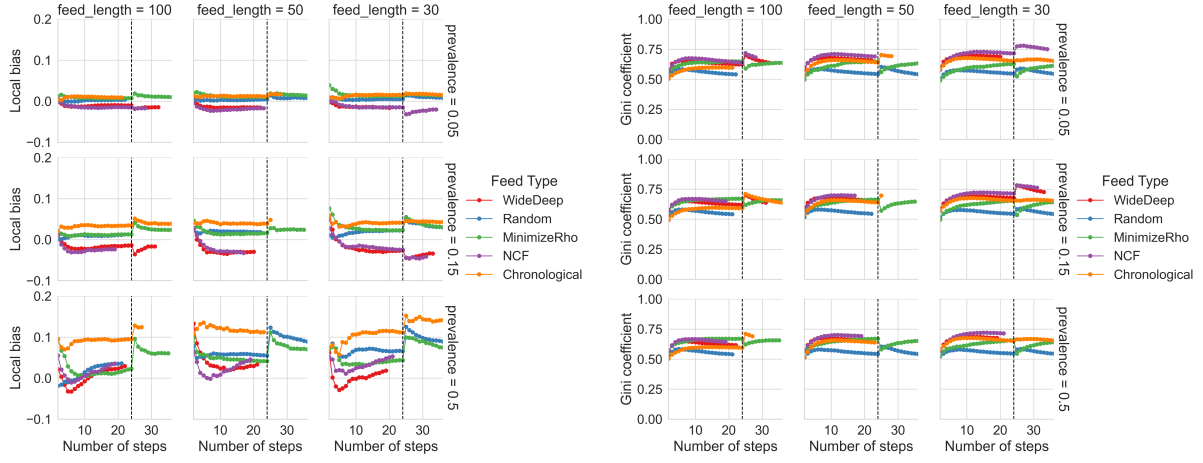 feed_length = 100
feed_length = 50
feed_length = 30
Local bias
0.2
0.1
0.0
−0.1
prevalence = 0.05
Local bias
0.2
0.1
0.0
−0.1
prevalence = 0.15
Local bias
0.2
0.1
0.0
−0.1
prevalence = 0.5
10 20 30
10 20 30
10 20 30
Number of steps
Number of steps
Number of steps
Feed Type
WideDeep
Random
MinimizeRho
NCF
Chronological
feed_length = 100
feed_length = 50
feed_length = 30
Gini coefficient
1.00
0.75
0.50
0.25
0.00
prevalence = 0.05
Gini coefficient
1.00
0.75
0.50
0.25
0.00
prevalence = 0.15
Gini coefficient
1.00
0.75
0.50
0.25
0.00
prevalence = 0.5
10 20 30
10 20 30
10 20 30
Number of steps
Number of steps
Number of steps
Feed Type
WideDeep
Random
MinimizeRho
NCF
Chronological